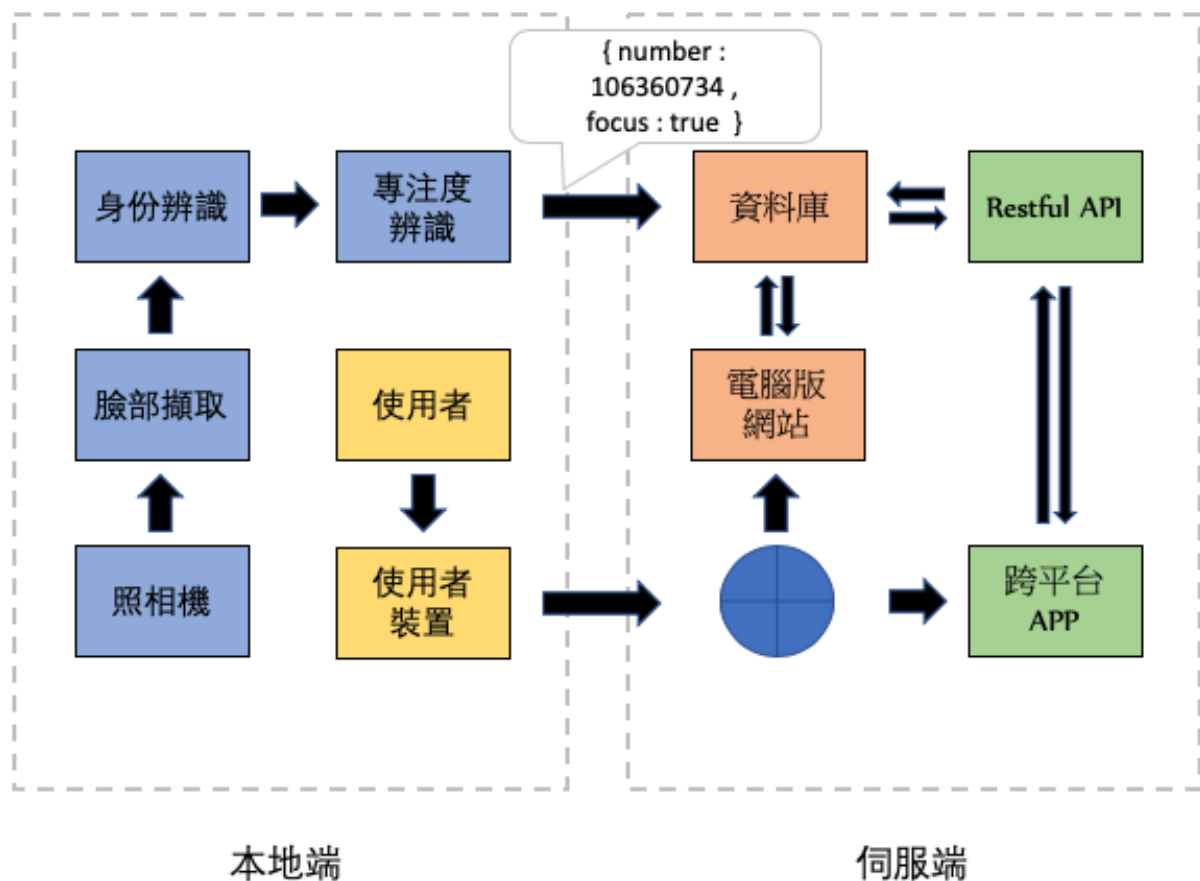 { number :
106360734 ,
focus : true }
身份辨識
專注度
辨識
資料庫
Restful API
臉部擷取
使用者
電腦版
網站
照相機
使用者
裝置
跨平台
APP
本地端
伺服端